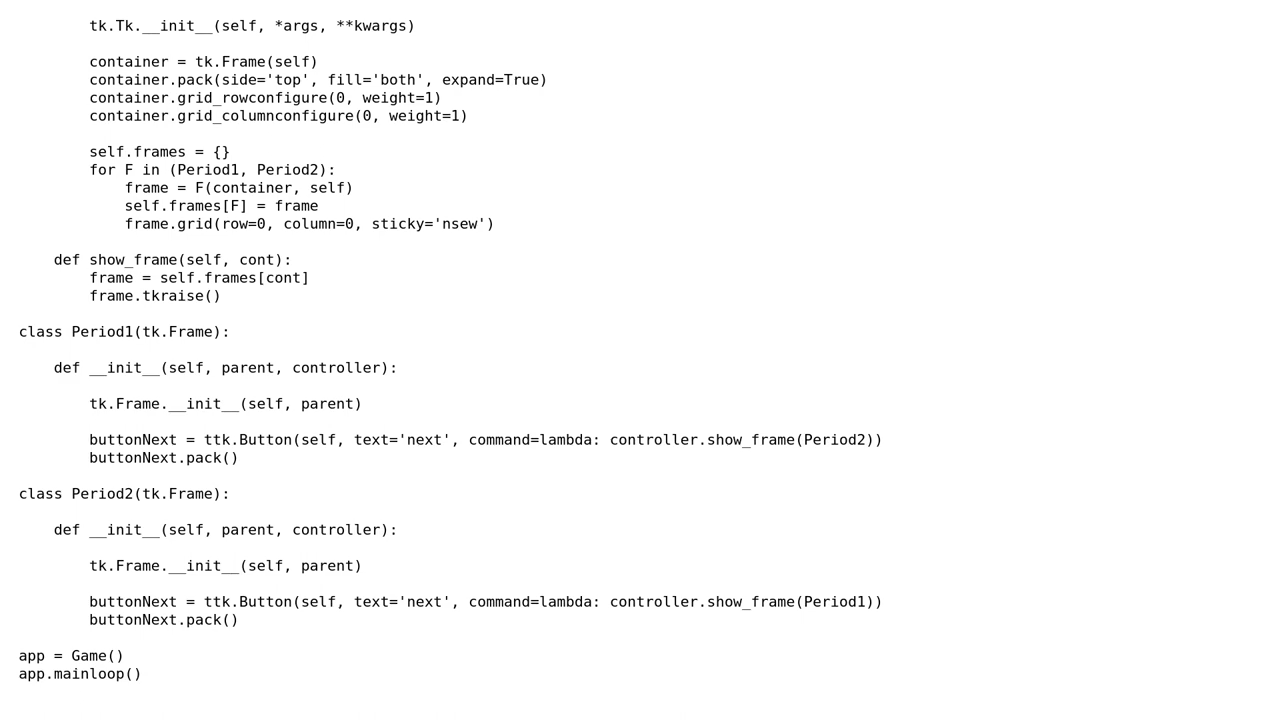 tk.Tk.__init__(self, *args, **kwargs)

        container = tk.Frame(self)
        container.pack(side='top', fill='both', expand=True)
        container.grid_rowconfigure(0, weight=1)
        container.grid_columnconfigure(0, weight=1)

        self.frames = {}
        for F in (Period1, Period2):
            frame = F(container, self)
            self.frames[F] = frame
            frame.grid(row=0, column=0, sticky='nsew')

    def show_frame(self, cont):
        frame = self.frames[cont]
        frame.tkraise()

class Period1(tk.Frame):

    def __init__(self, parent, controller):

        tk.Frame.__init__(self, parent)

        buttonNext = ttk.Button(self, text='next', command=lambda: controller.show_frame(Period2))
        buttonNext.pack()

class Period2(tk.Frame):

    def __init__(self, parent, controller):

        tk.Frame.__init__(self, parent)

        buttonNext = ttk.Button(self, text='next', command=lambda: controller.show_frame(Period1))
        buttonNext.pack()

app = Game()
app.mainloop()